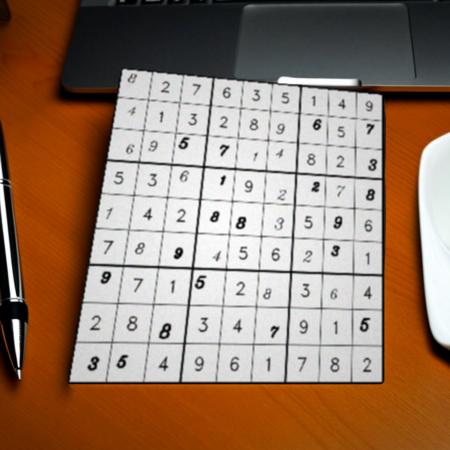 8 2 7 6 3 5 1 4 9
4 1 3 2 8 9 6 5 7
6 9 5 7 1 4 8 2 3
5 3 6 1 9 2 2 7 8
1 4 2 8 8 3 5 9 6
7 8 9 4 5 6 2 3 1
9 7 1 5 2 8 3 6 4
2 8 8 3 4 7 9 1 5
3 5 4 9 6 1 7 8 2